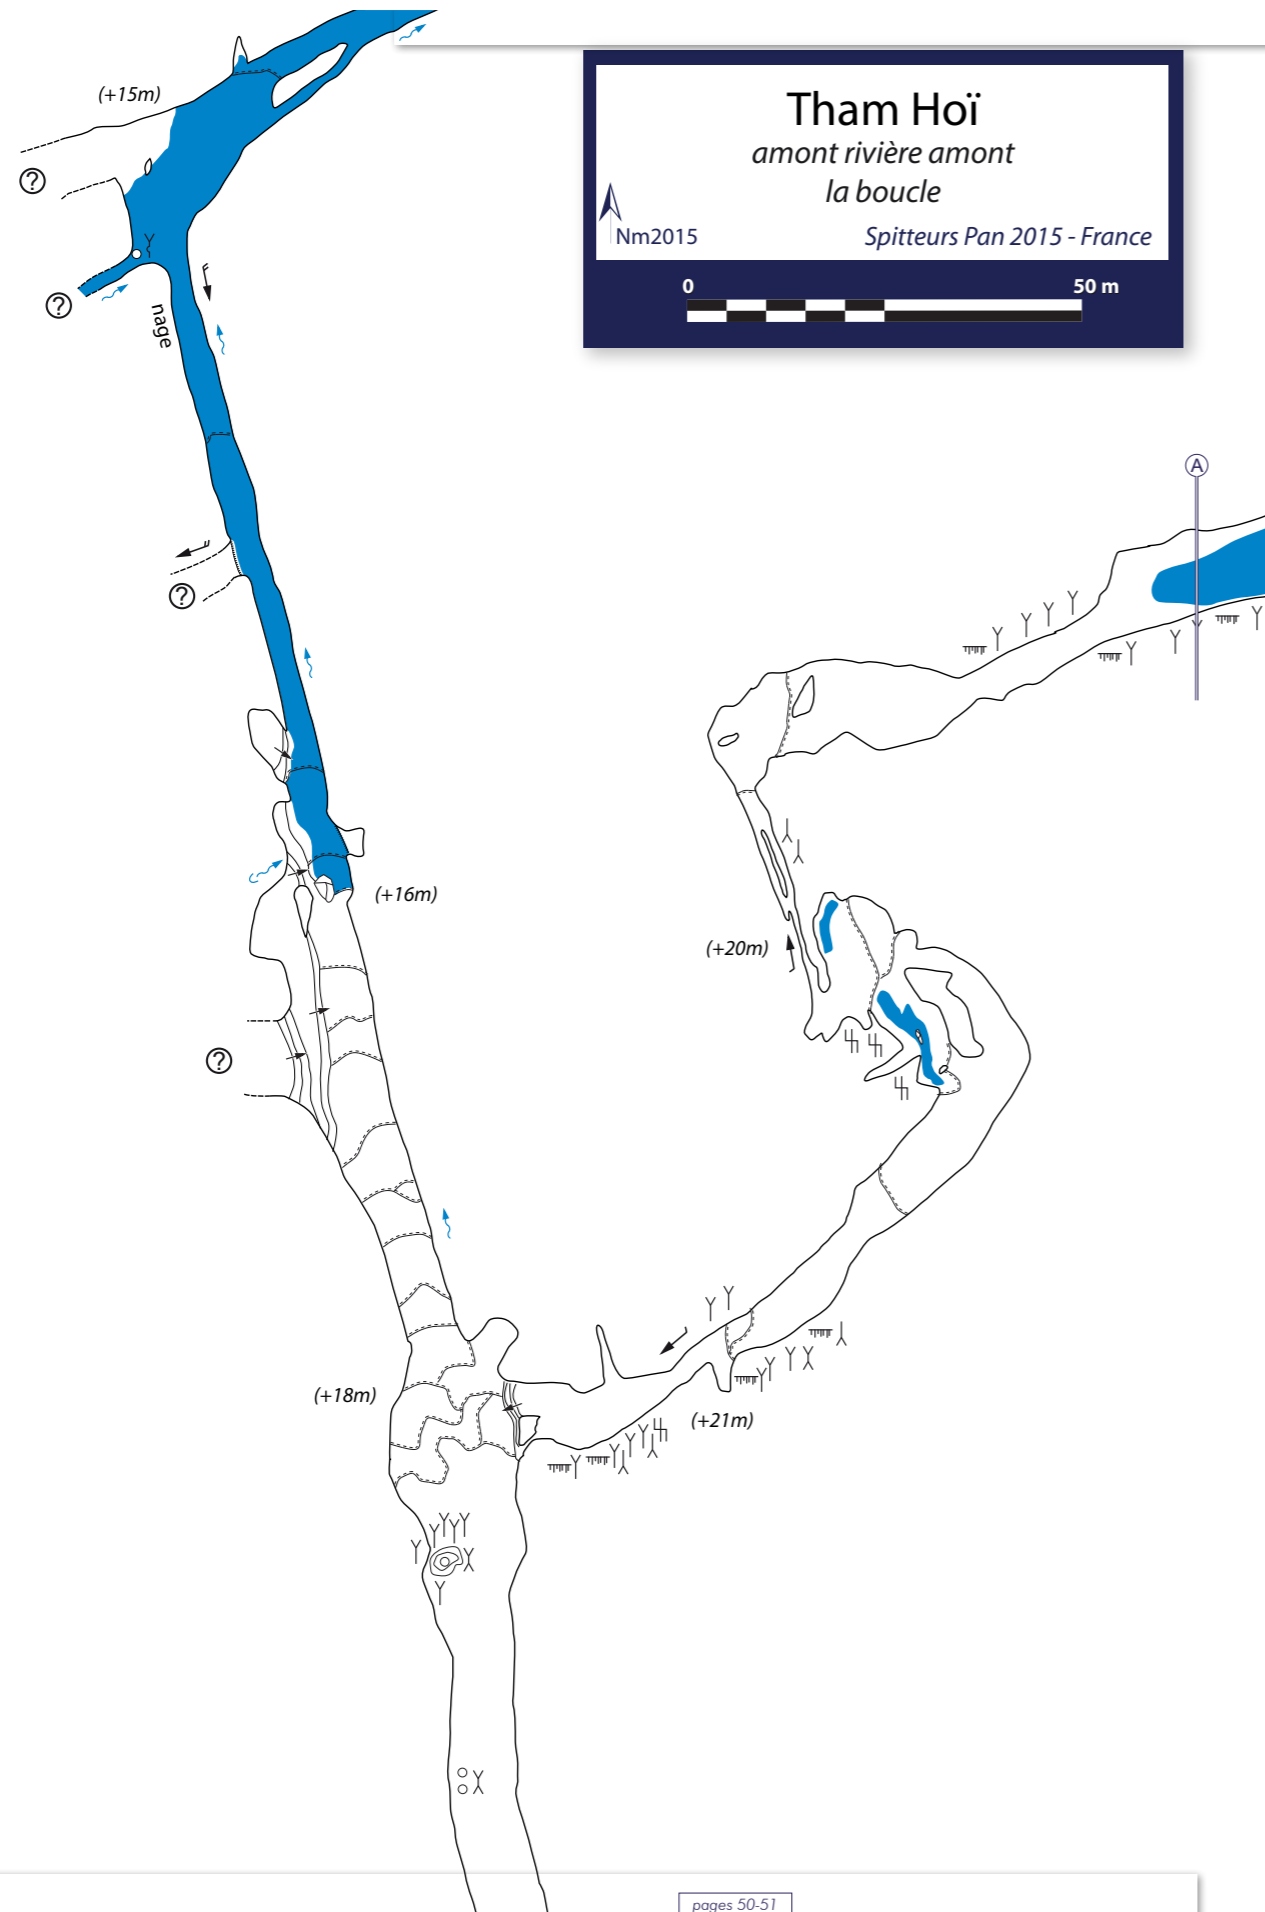 (+15m)
Tham Hoï
amont rivière amont
la boucle
Nm2015
Spitteurs Pan 2015 - France
0
50 m
?
?
nage
A
?
(+16m)
(+20m)
?
(+18m)
(+21m)
pages 50-51